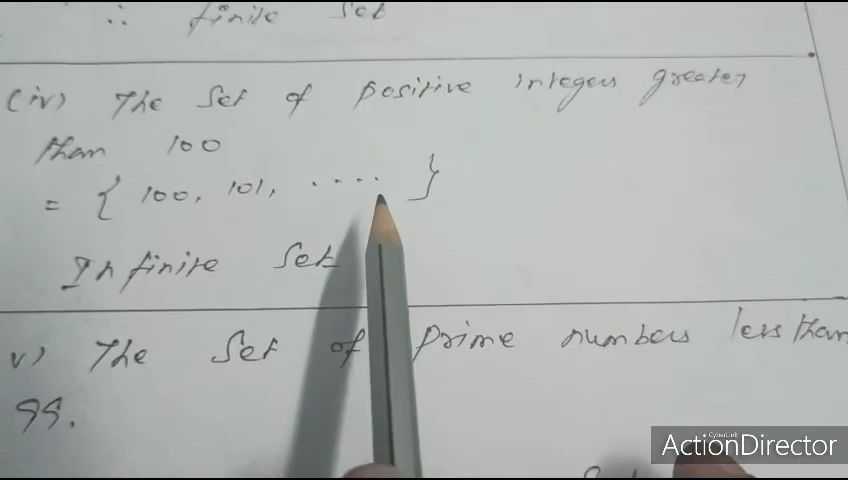 ∴ finite set
(iv) The set of positive integers greater
than 100
= { 100, 101, ..... }
Infinite set
v) The set of prime numbers less than
99.
CyberLink
ActionDirector